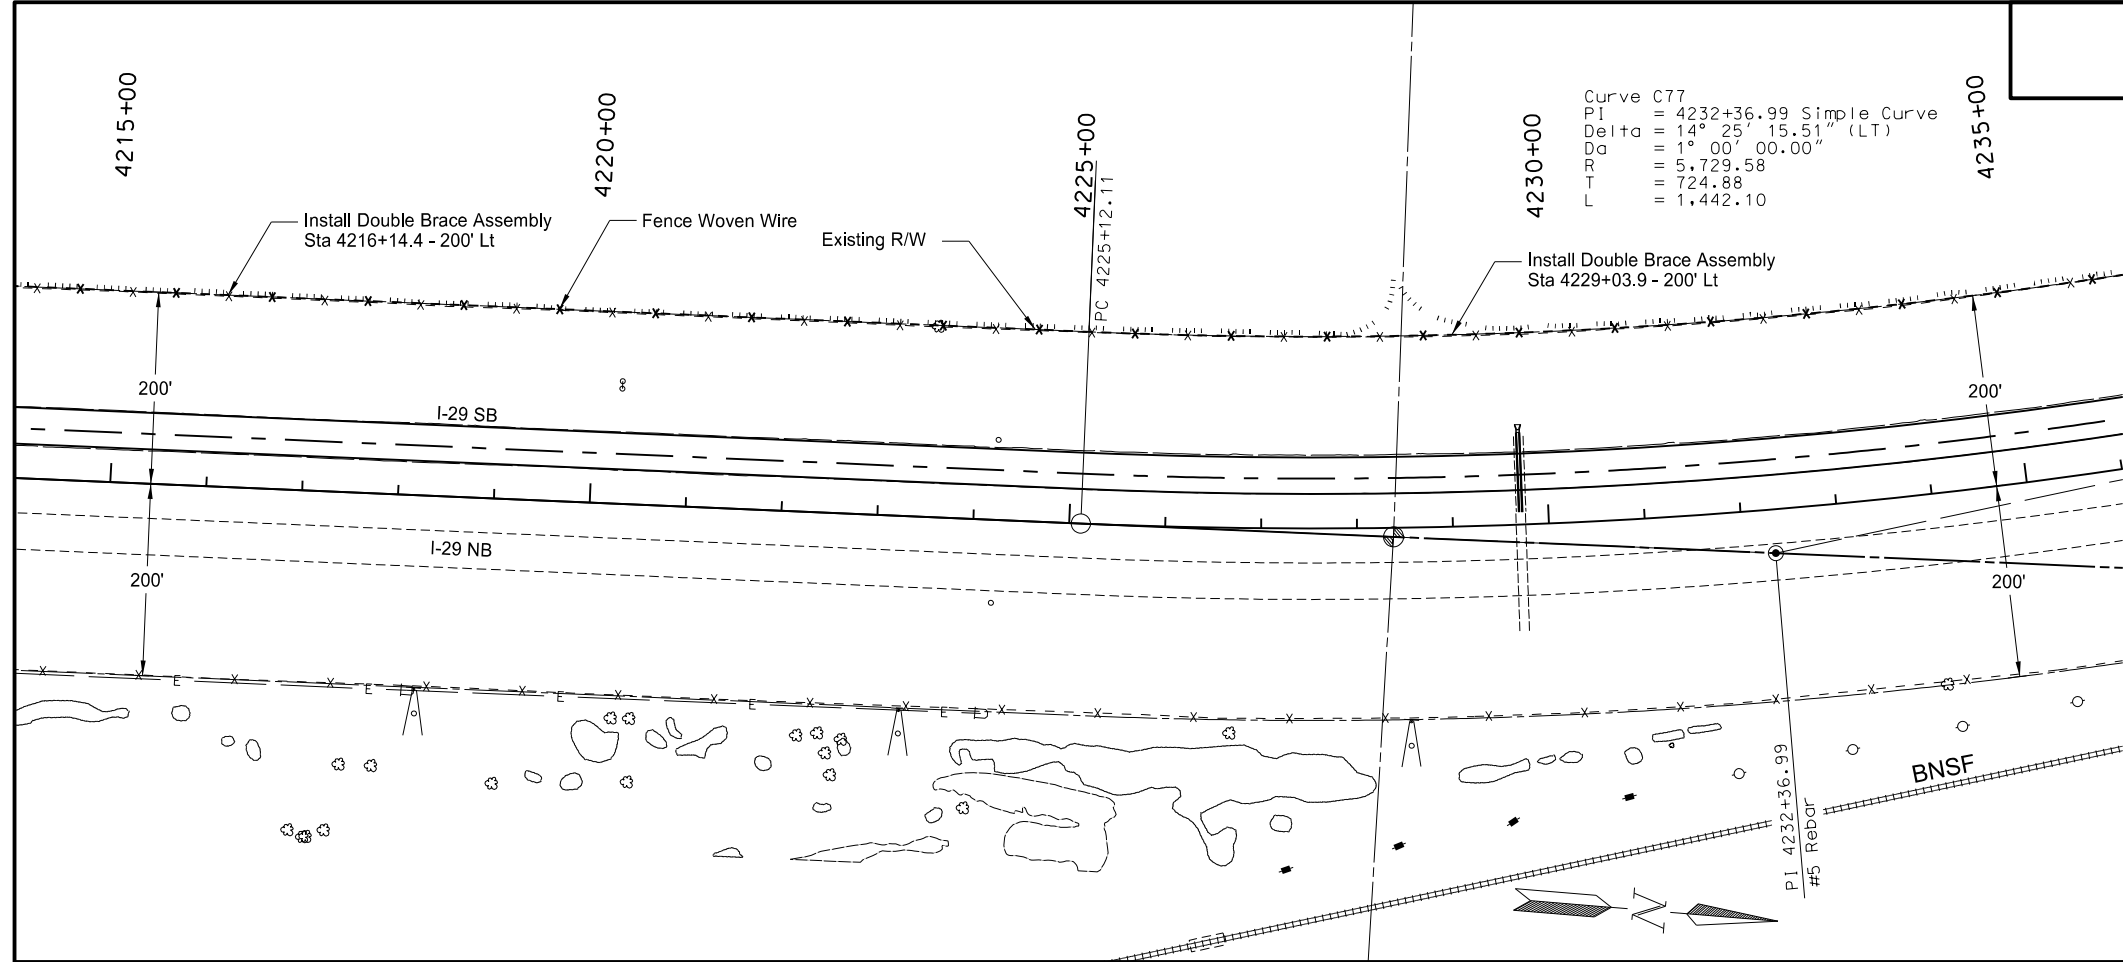 4215+00
4220+00
4225+00
PC 4225+12.11
4230+00
4235+00
Curve C77
PI = 4232+36.99 Simple Curve
Delta = 14° 25' 15.51" (LT)
Da = 1° 00' 00.00"
R = 5,729.58
T = 724.88
L = 1,442.10
Install Double Brace Assembly
Sta 4216+14.4 - 200' Lt
Fence Woven Wire
Existing R/W
Install Double Brace Assembly
Sta 4229+03.9 - 200' Lt
200'
200'
I-29 SB
I-29 NB
200'
200'
E
E
E
E
E
BNSF
PI 4232+36.99
#5 Rebar
N